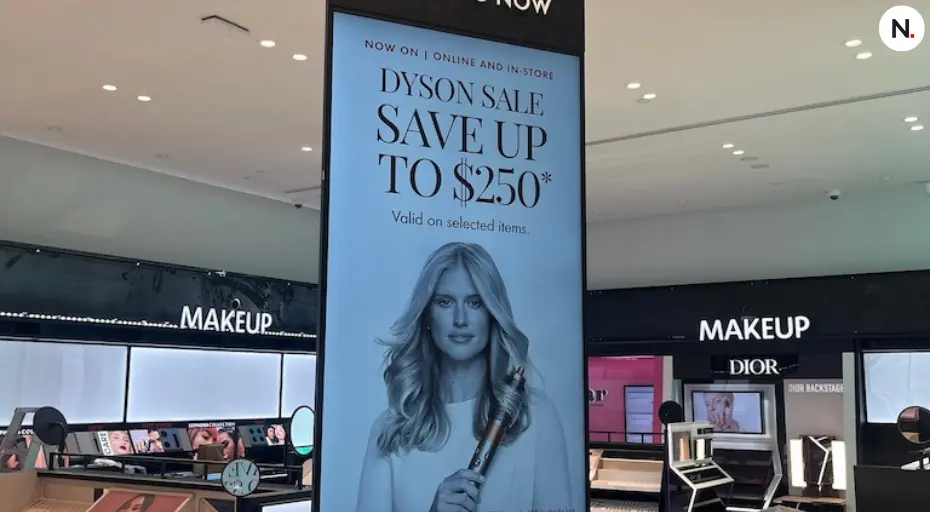 NOW
N.
NOW ON | ONLINE AND IN-STORE
DYSON SALE
SAVE UP
TO $250*
Valid on selected items.
MAKEUP
MAKEUP
DIOR
DIOR BACKSTAGE